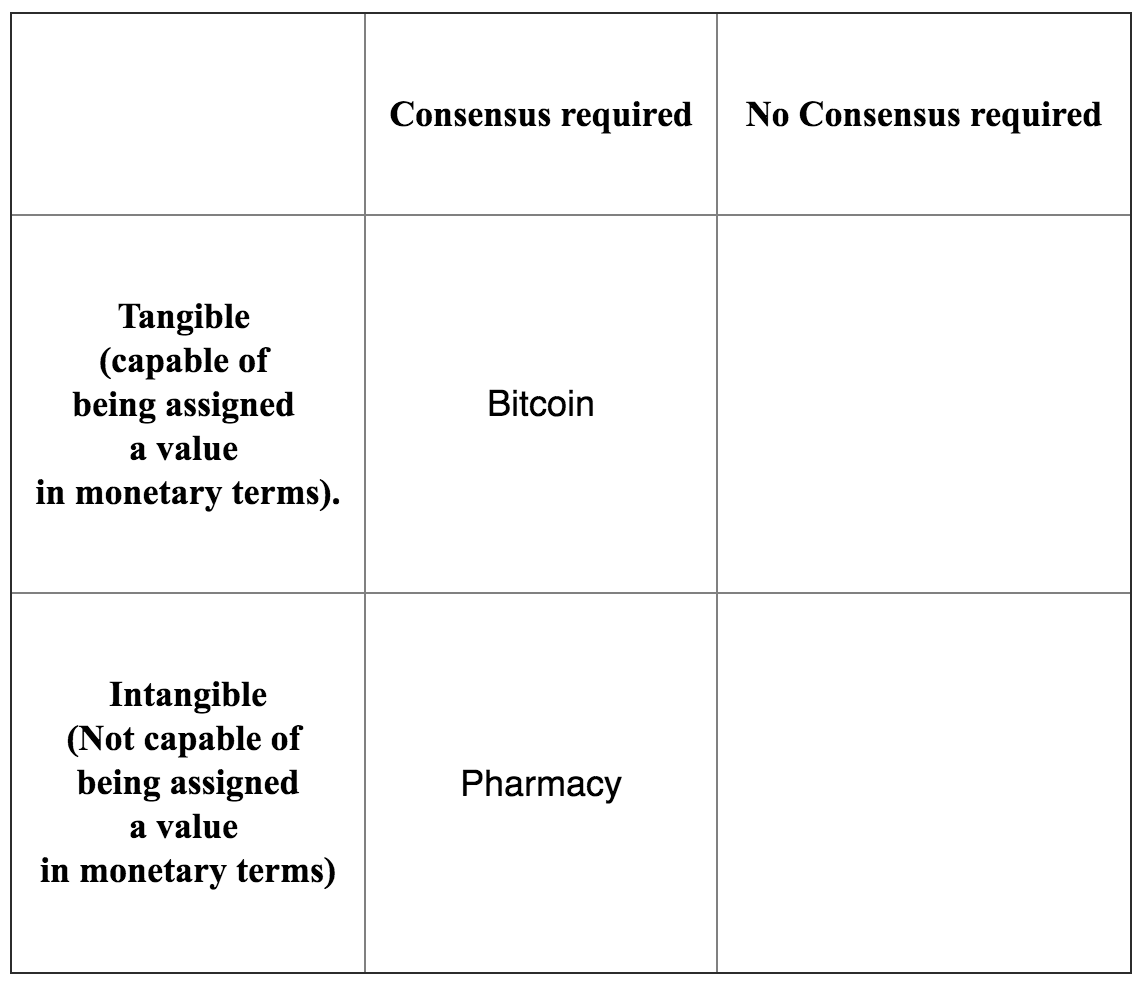 Consensus required
No Consensus required
Tangible
(capable of
being assigned
a value
in monetary terms).
Bitcoin
Intangible
(Not capable of
being assigned
a value
in monetary terms)
Pharmacy